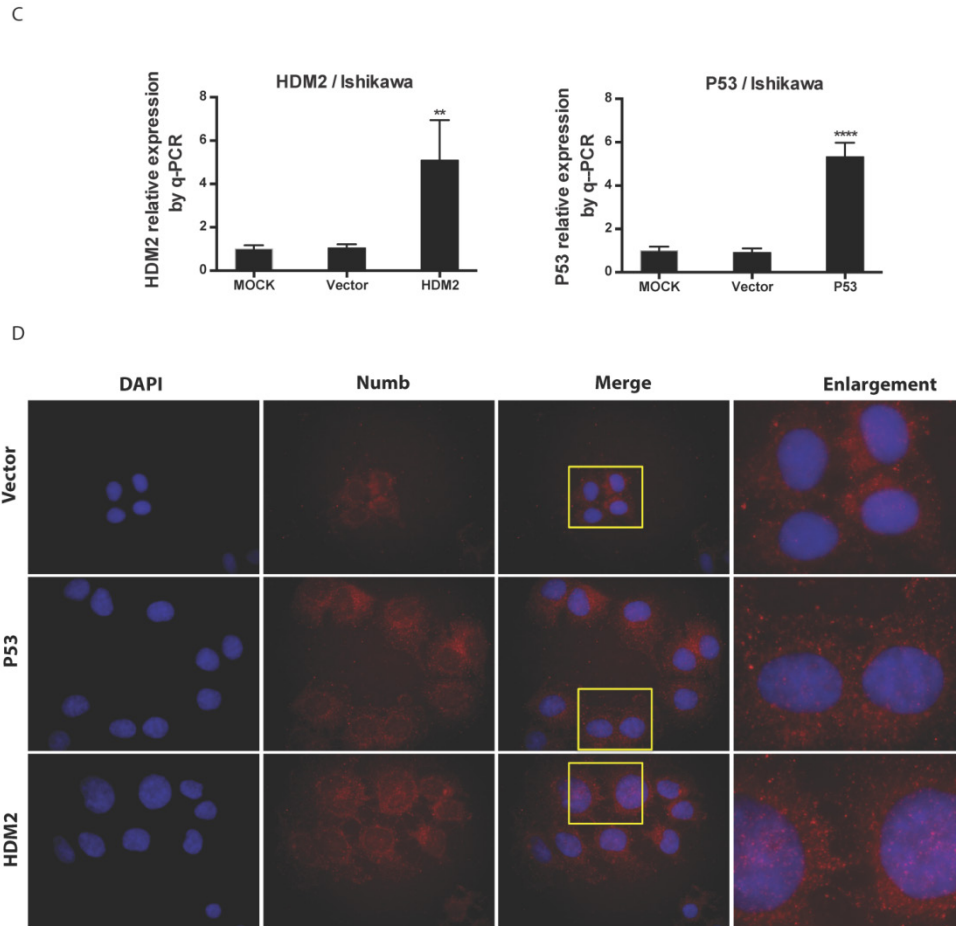 C
HDM2 / Ishikawa
HDM2 relative expression
by q-PCR
8
6
4
2
0
**
MOCK
Vector
HDM2
P53 / Ishikawa
P53 relative expression
by q–PCR
8
6
4
2
0
****
MOCK
Vector
P53
D
DAPI
Numb
Merge
Enlargement
Vector
P53
HDM2